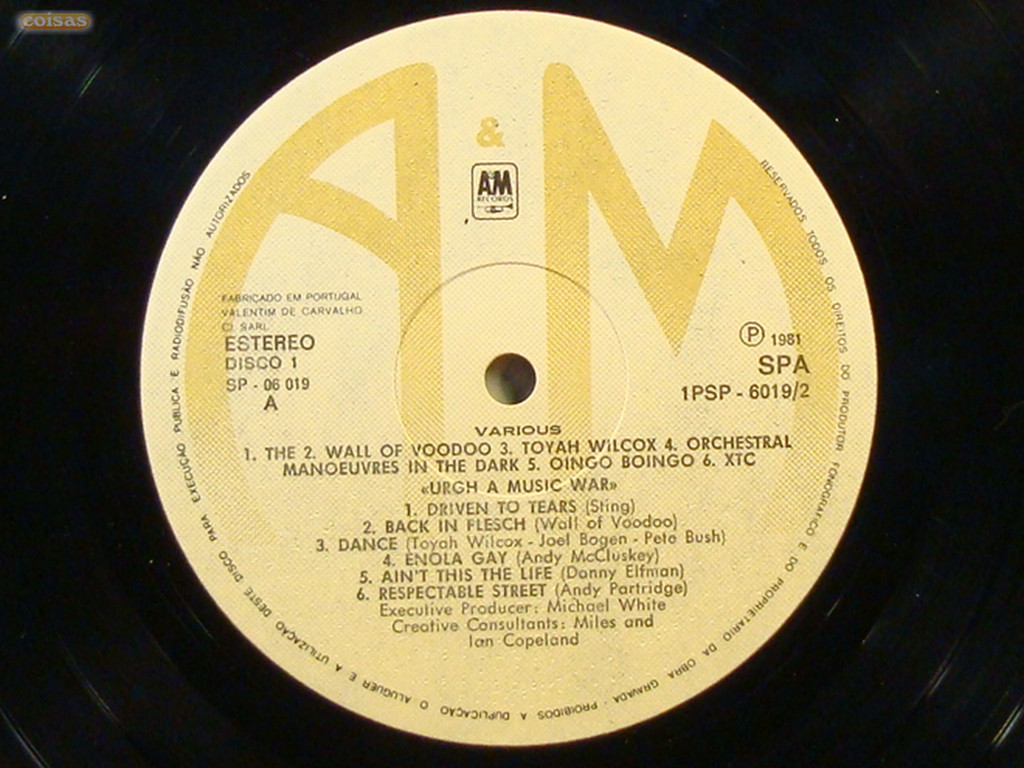 coisas
A & M
AM
RECORDS
RESERVADOS TODOS OS DIREITOS DO PRODUTOR FONOGRAFICO E DO PROPRIETARIO DA OBRA GRAVADA - PROIBIDOS A DUPLICAÇÃO O ALUGUER E A UTILIZAÇÃO DESTE DISCO PARA EXECUÇÃO PUBLICA E RADIODIFUSÃO NÃO AUTORIZADOS
FABRICADO EM PORTUGAL
VALENTIM DE CARVALHO
CI SARL
ESTEREO
DISCO 1
SP - 06 019
A
P 1981
SPA
1PSP - 6019/2
VARIOUS
1. THE 2. WALL OF VOODOO 3. TOYAH WILCOX 4. ORCHESTRAL
MANOEUVRES IN THE DARK 5. OINGO BOINGO 6. XTC
«URGH A MUSIC WAR»
1. DRIVEN TO TEARS (Sting)
2. BACK IN FLESCH (Wall of Voodoo)
3. DANCE (Toyah Wilcox - Joel Bogen - Pete Bush)
4. ENOLA GAY (Andy McCluskey)
5. AIN'T THIS THE LIFE (Danny Elfman)
6. RESPECTABLE STREET (Andy Partridge)
Executive Producer: Michael White
Creative Consultants: Miles and
Ian Copeland